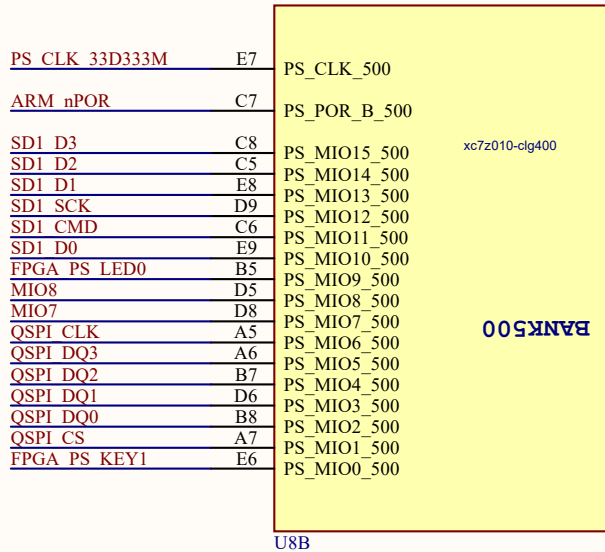 PS_CLK_33D333M E7 PS_CLK_500
ARM_nPOR C7 PS_POR_B_500
xc7z010-clg400
SD1_D3 C8 PS_MIO15_500
SD1_D2 C5 PS_MIO14_500
SD1_D1 E8 PS_MIO13_500
SD1_SCK D9 PS_MIO12_500
SD1_CMD C6 PS_MIO11_500
SD1_D0 E9 PS_MIO10_500
FPGA_PS_LED0 B5 PS_MIO9_500
MIO8 D5 PS_MIO8_500
MIO7 D8 PS_MIO7_500
BANK500
QSPI_CLK A5 PS_MIO6_500
QSPI_DQ3 A6 PS_MIO5_500
QSPI_DQ2 B7 PS_MIO4_500
QSPI_DQ1 D6 PS_MIO3_500
QSPI_DQ0 B8 PS_MIO2_500
QSPI_CS A7 PS_MIO1_500
FPGA_PS_KEY1 E6 PS_MIO0_500
U8B